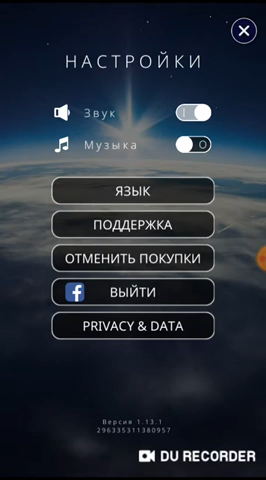 НАСТРОЙКИ
Звук
Музыка
ЯЗЫК
ПОДДЕРЖКА
ОТМЕНИТЬ ПОКУПКИ
ВЫЙТИ
PRIVACY & DATA
Версия 1.13.1
296335311380957
DU RECORDER